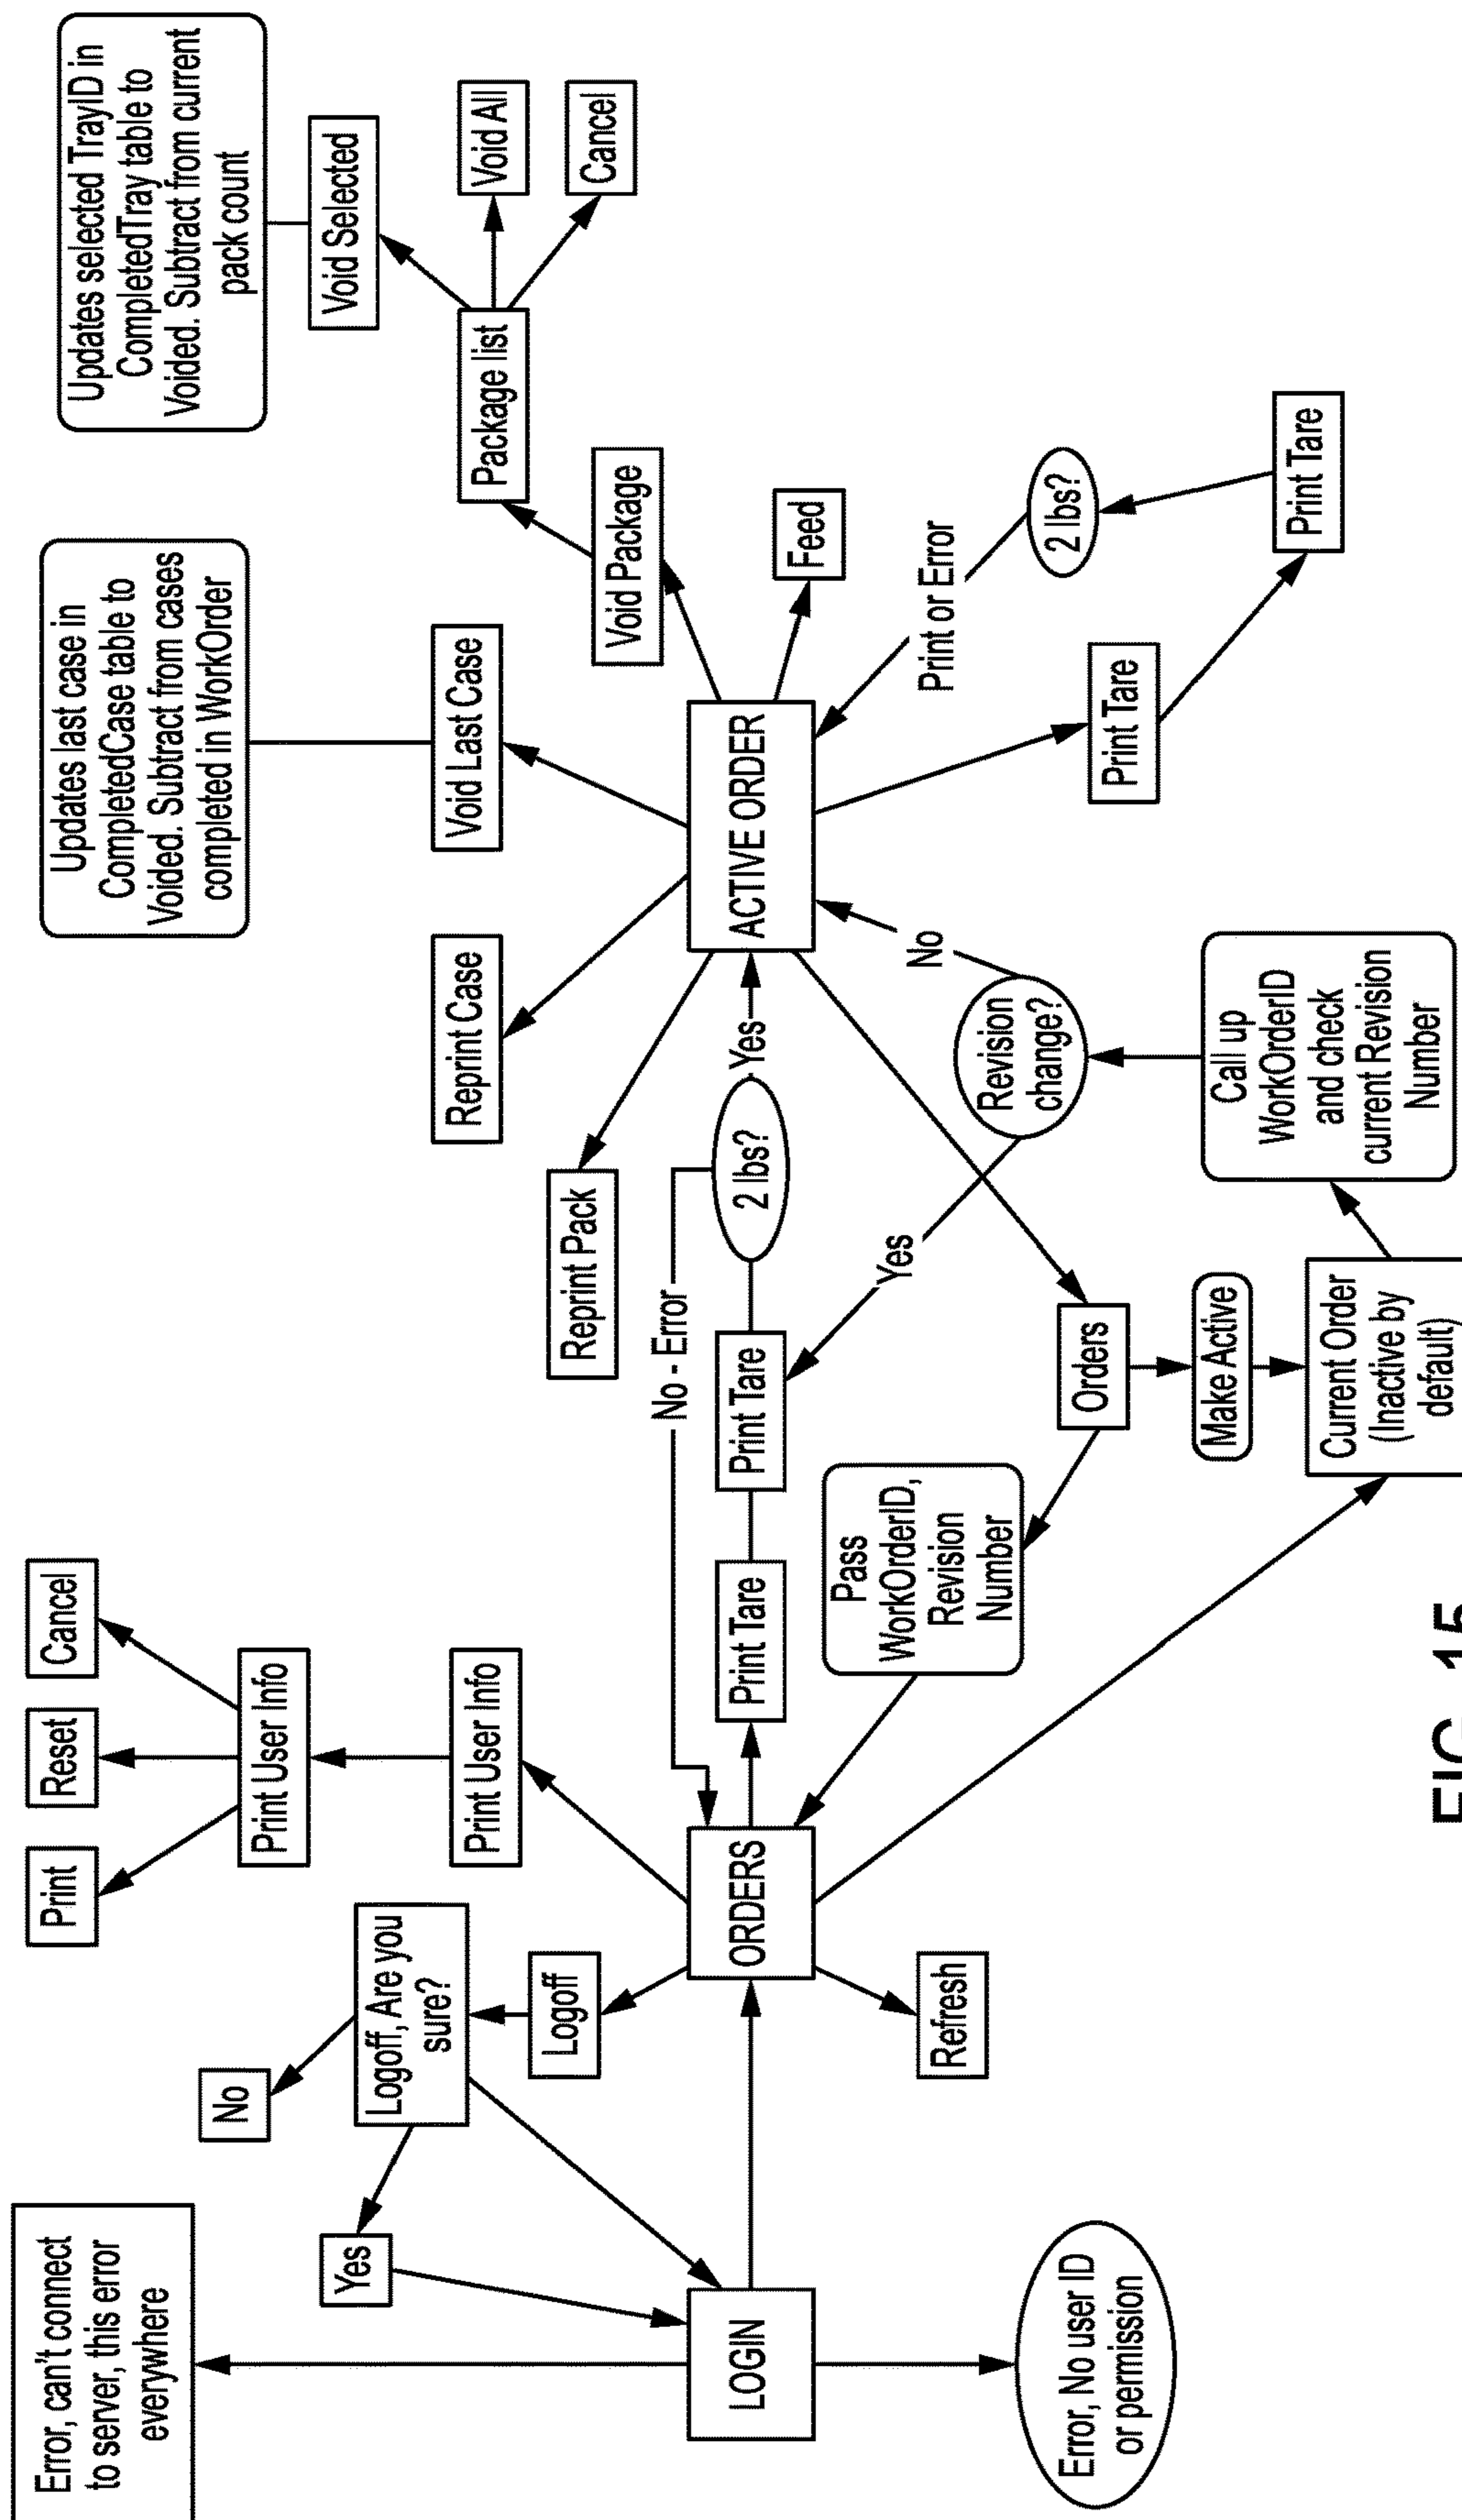 Error, can't connect
to server, this error
everywhere
Yes
No
Logoff, Are you
sure?
Logoff
LOGIN
Error, No user ID
or permission
Print
Reset
Cancel
Print User Info
Print User Info
ORDERS
Refresh
No - Error
Print Tare
Print Tare
2 lbs?
Yes
Pass
WorkOrderID,
Revision
Number
Yes
Orders
Make Active
Current Order
(Inactive by
default)
Call up
WorkOrderID
and check
current Revision
Number
Revision
change?
No
Reprint Pack
Reprint Case
Updates last case in
CompletedCase table to
Voided. Subtract from cases
completed in WorkOrder
Void Last Case
ACTIVE ORDER
Void Package
Feed
Print or Error
Print Tare
Print Tare
2 lbs?
Package list
Updates selected TrayID in
CompletedTray table to
Voided. Subtract from current
pack count
Void Selected
Void All
Cancel
FIG. 15